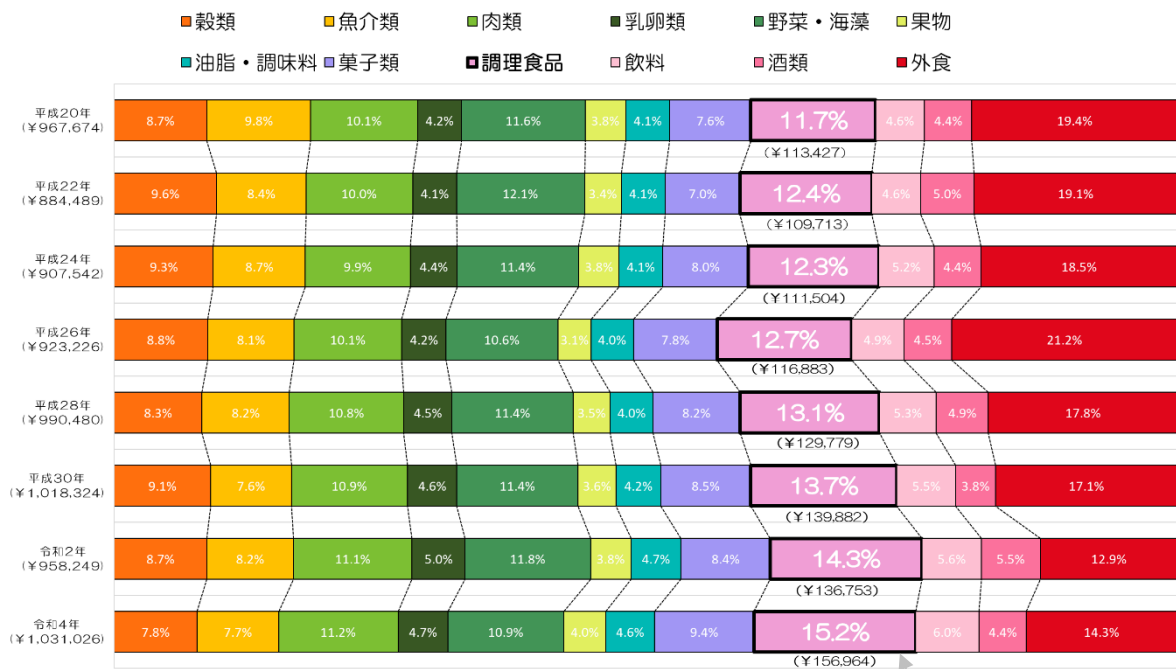 穀類 魚介類 肉類 乳卵類 野菜・海藻 果物
油脂・調味料 菓子類 調理食品 飲料 酒類 外食
平成20年
(¥967,674)
8.7% 9.8% 10.1% 4.2% 11.6% 3.8% 4.1% 7.6% 11.7% 4.6% 4.4% 19.4%
(¥113,427)
平成22年
(¥884,489)
9.6% 8.4% 10.0% 4.1% 12.1% 3.4% 4.1% 7.0% 12.4% 4.6% 5.0% 19.1%
(¥109,713)
平成24年
(¥907,542)
9.3% 8.7% 9.9% 4.4% 11.4% 3.8% 4.1% 8.0% 12.3% 5.2% 4.4% 18.5%
(¥111,504)
平成26年
(¥923,226)
8.8% 8.1% 10.1% 4.2% 10.6% 3.1% 4.0% 7.8% 12.7% 4.9% 4.5% 21.2%
(¥116,883)
平成28年
(¥990,480)
8.3% 8.2% 10.8% 4.5% 11.4% 3.5% 4.0% 8.2% 13.1% 5.3% 4.9% 17.8%
(¥129,779)
平成30年
(¥1,018,324)
9.1% 7.6% 10.9% 4.6% 11.4% 3.6% 4.2% 8.5% 13.7% 5.5% 3.8% 17.1%
(¥139,882)
令和2年
(¥958,249)
8.7% 8.2% 11.1% 5.0% 11.8% 3.8% 4.7% 8.4% 14.3% 5.6% 5.5% 12.9%
(¥136,753)
令和4年
(¥1,031,026)
7.8% 7.7% 11.2% 4.7% 10.9% 4.0% 4.6% 9.4% 15.2% 6.0% 4.4% 14.3%
(¥156,964)